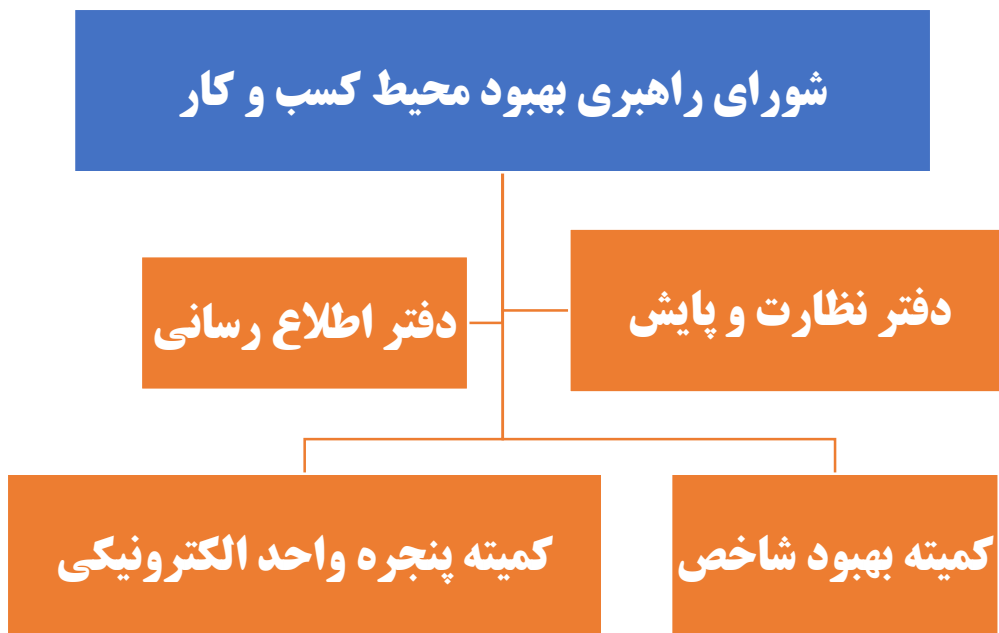 شورای راهبری بهبود محیط کسب و کار
دفتر نظارت و پایش
دفتر اطلاع رسانی
کمیته بهبود شاخص
کمیته پنجره واحد الکترونیکی